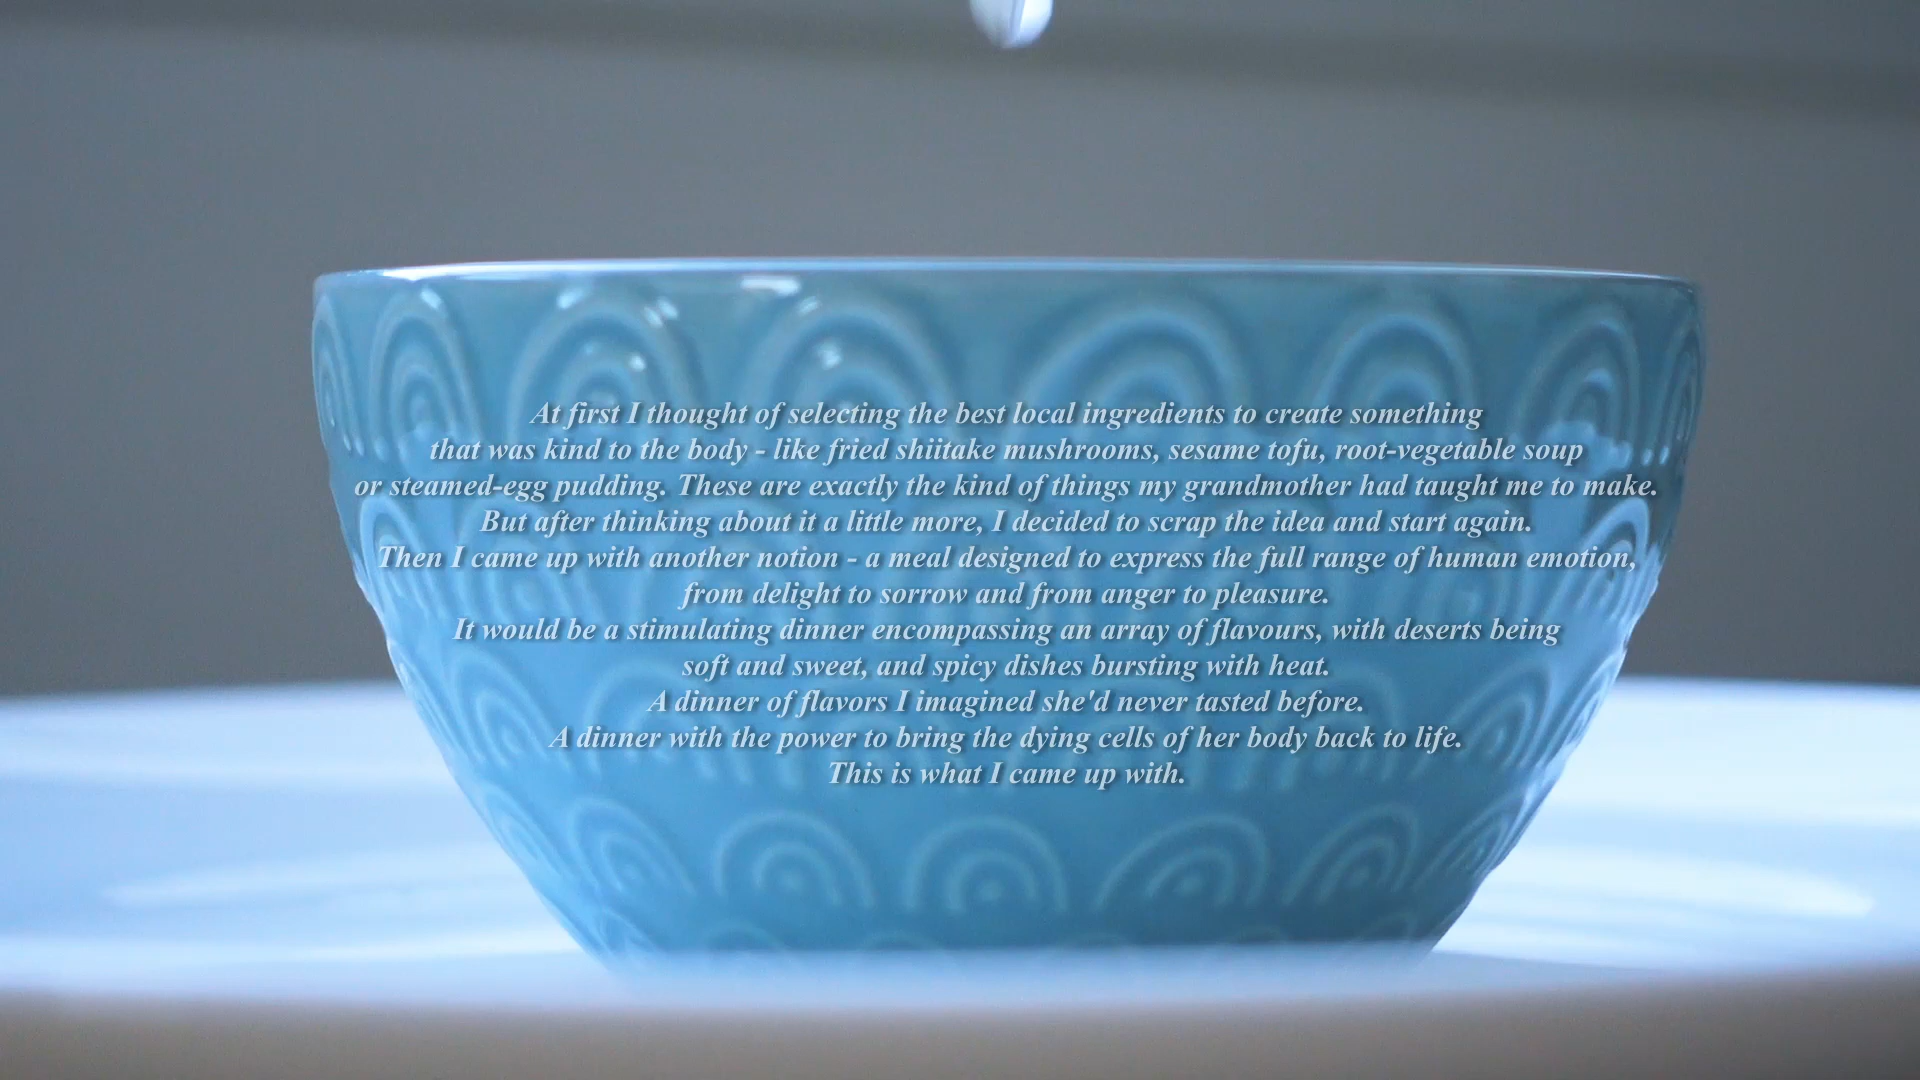 At first I thought of selecting the best local ingredients to create something
that was kind to the body - like fried shiitake mushrooms, sesame tofu, root-vegetable soup
or steamed-egg pudding. These are exactly the kind of things my grandmother had taught me to make.
But after thinking about it a little more, I decided to scrap the idea and start again.
Then I came up with another notion - a meal designed to express the full range of human emotion,
from delight to sorrow and from anger to pleasure.
It would be a stimulating dinner encompassing an array of flavours, with deserts being
soft and sweet, and spicy dishes bursting with heat.
A dinner of flavors I imagined she'd never tasted before.
A dinner with the power to bring the dying cells of her body back to life.
This is what I came up with.